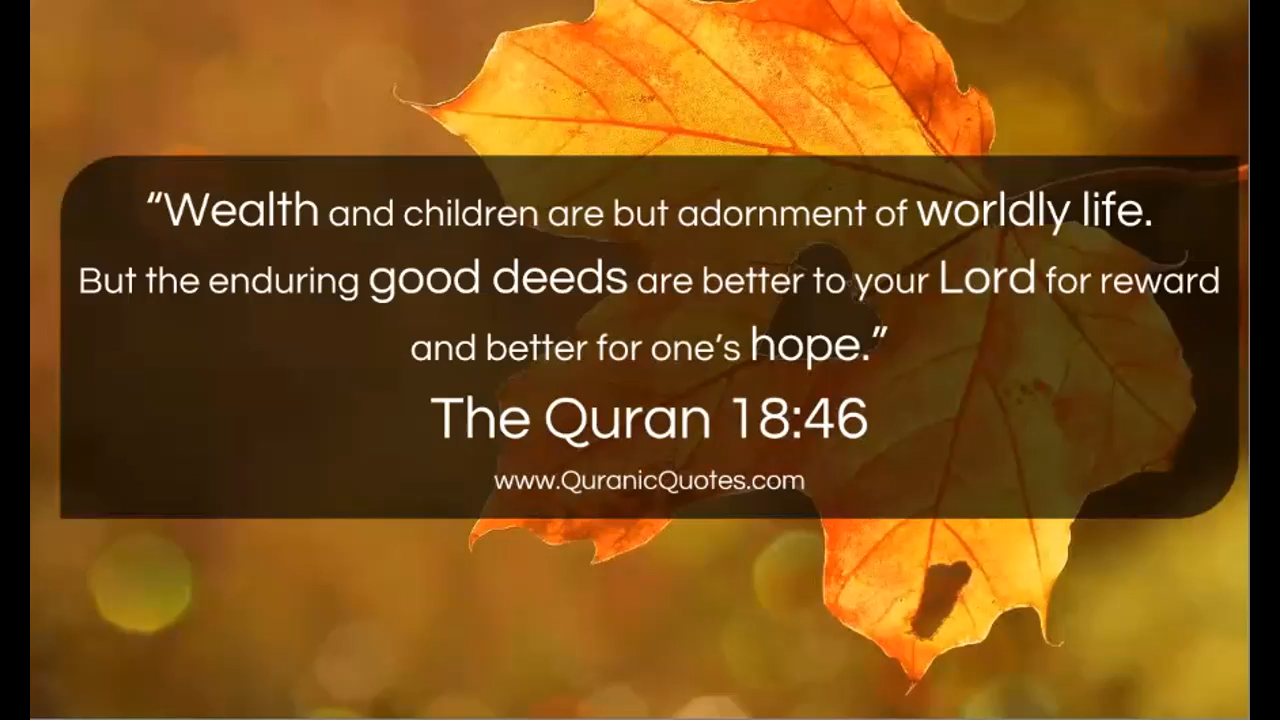 “Wealth and children are but adornment of worldly life.
But the enduring good deeds are better to your Lord for reward
and better for one’s hope.”
The Quran 18:46
www.QuranicQuotes.com